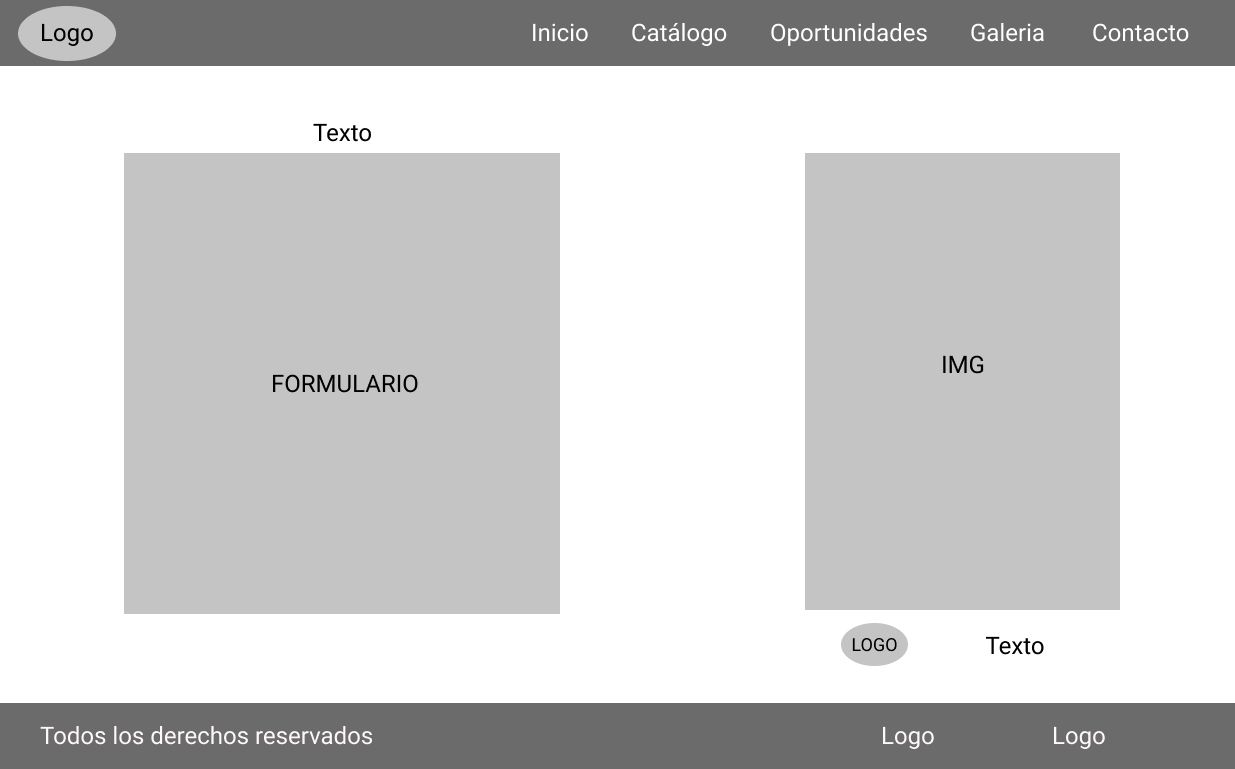 Logo
Inicio
Catálogo
Oportunidades
Galeria
Contacto
Texto
FORMULARIO
IMG
LOGO
Texto
Todos los derechos reservados
Logo
Logo